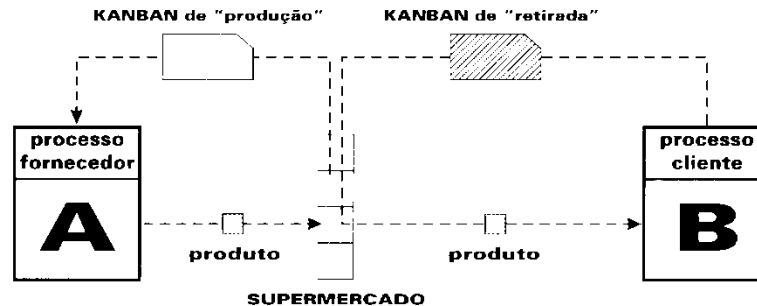 KANBAN de "produção"
KANBAN de "retirada"
processo
fornecedor
A
processo
cliente
B
produto
produto
SUPERMERCADO